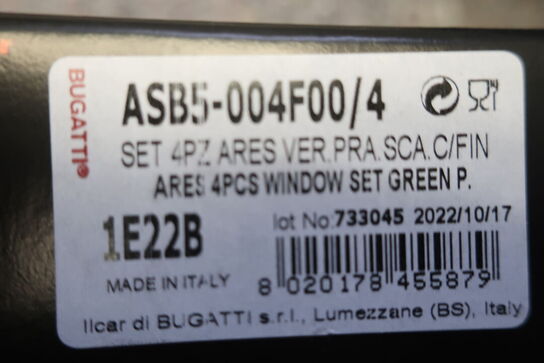 BUGATTI®
ASB5-004F00/4
SET 4PZ ARES VER.PRA.SCA.C/FIN
ARES 4PCS WINDOW SET GREEN P.
1E22B
lot No:733045 2022/10/17
MADE IN ITALY
8 020178 455879
Ilcar di BUGATTI s.r.l., Lumezzane (BS), Italy